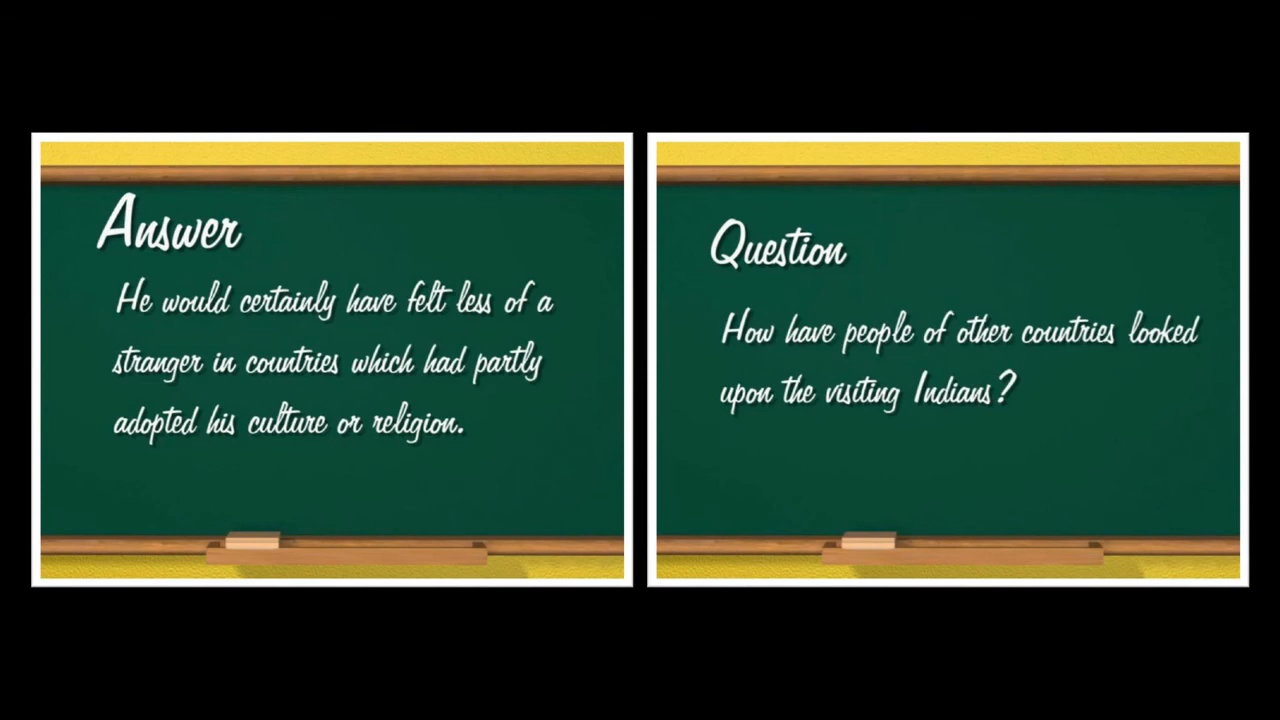 Answer
He would certainly have felt less of a
stranger in countries which had partly
adopted his culture or religion.
Question
How have people of other countries looked
upon the visiting Indians?